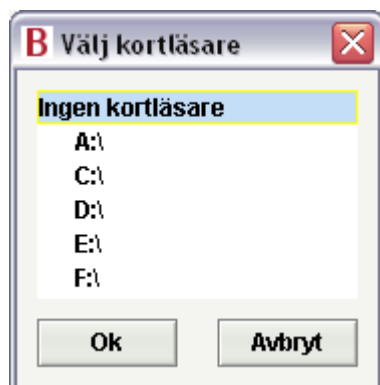 B Välj kortläsare
Ingen kortläsare
A:\
C:\
D:\
E:\
F:\
Ok Avbryt